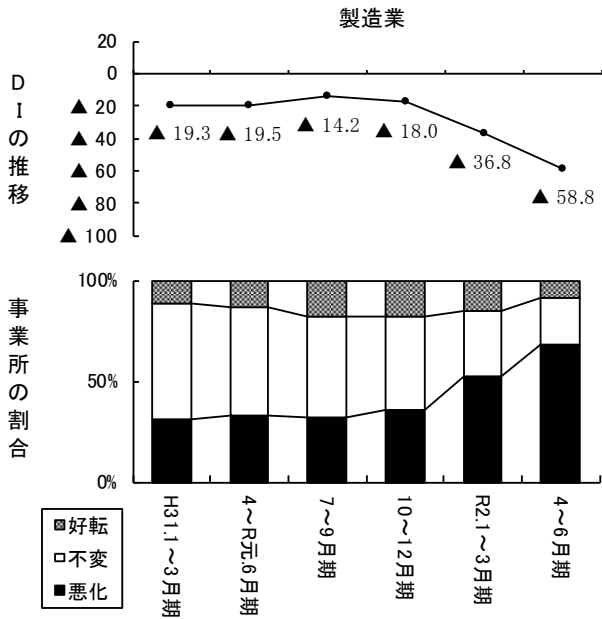 製造業
DIの推移
20
0
▲ 20
▲ 40
▲ 60
▲ 80
▲ 100
▲ 19.3
▲ 19.5
▲ 14.2
▲ 18.0
▲ 36.8
▲ 58.8
事業所の割合
100%
50%
0%
H31.1～3月期
4～R元.6月期
7～9月期
10～12月期
R2.1～3月期
4～6月期
好転
不変
悪化